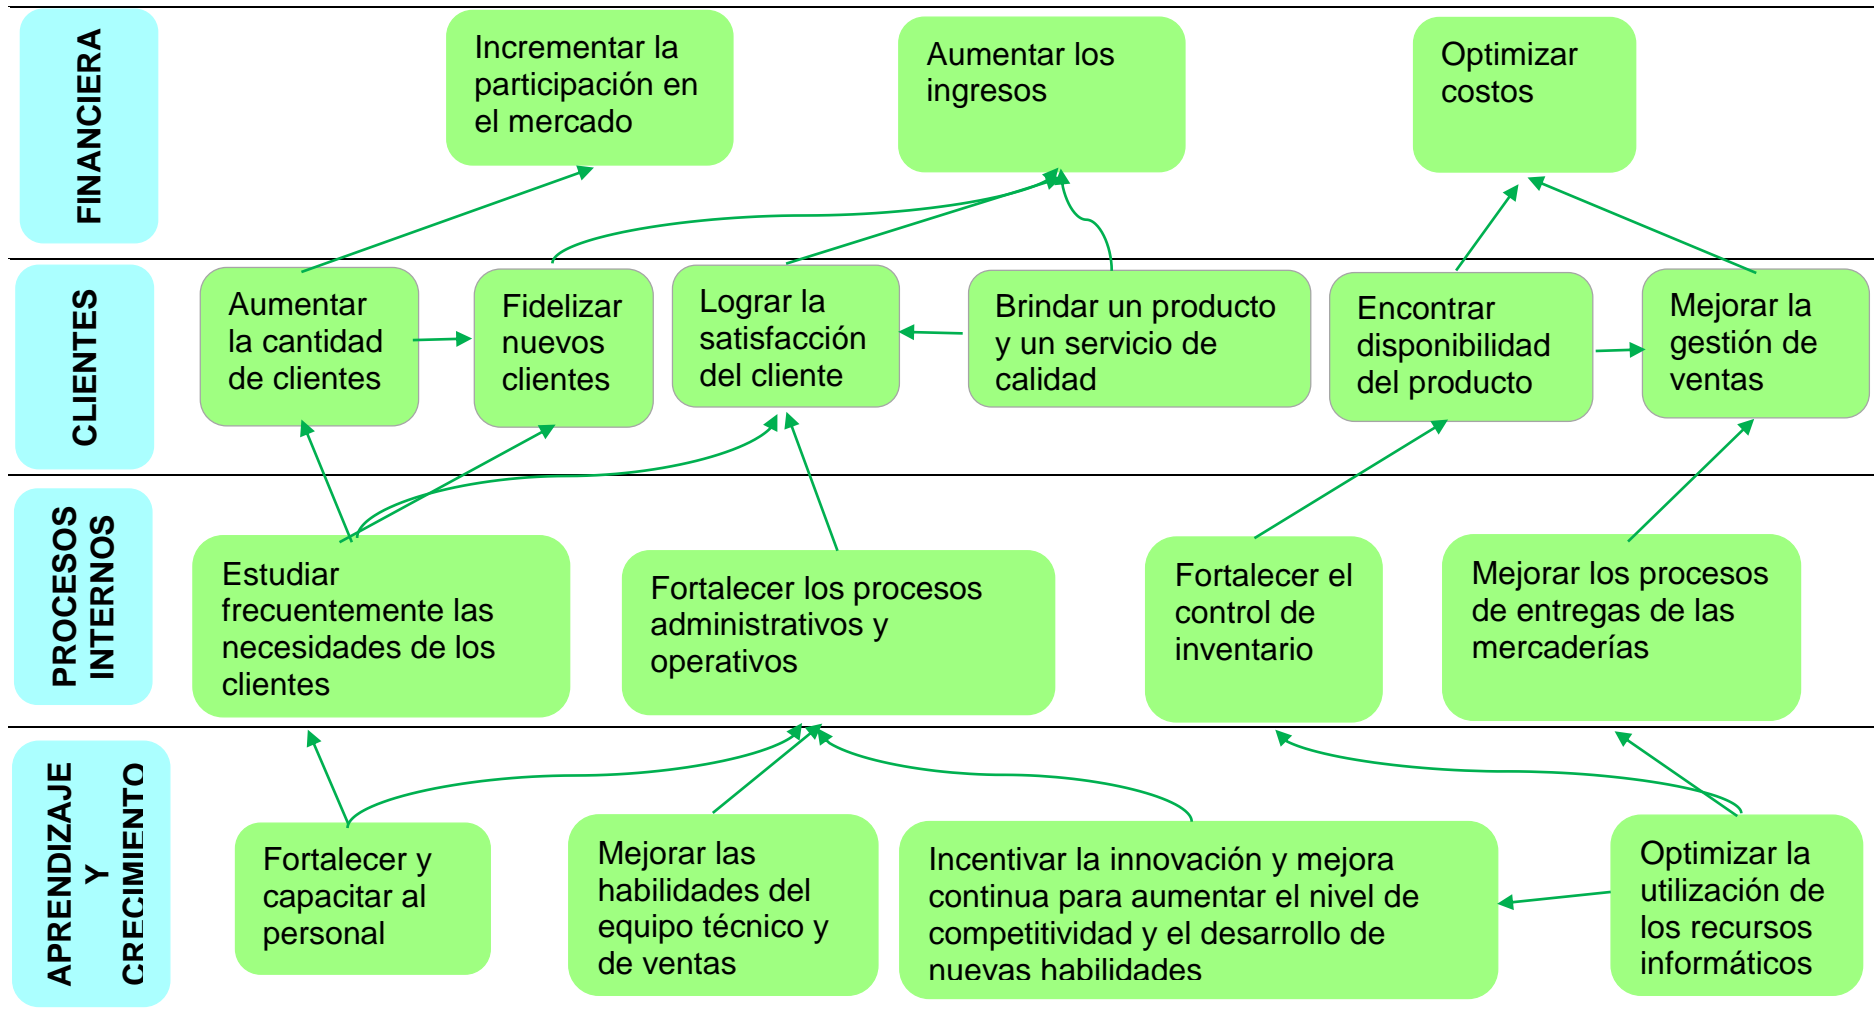 FINANCIERA
Incrementar la
participación en
el mercado
Aumentar los
ingresos
Optimizar
costos
CLIENTES
Aumentar
la cantidad
de clientes
Fidelizar
nuevos
clientes
Lograr la
satisfacción
del cliente
Brindar un producto
y un servicio de
calidad
Encontrar
disponibilidad
del producto
Mejorar la
gestión de
ventas
PROCESOS
INTERNOS
Estudiar
frecuentemente las
necesidades de los
clientes
Fortalecer los procesos
administrativos y
operativos
Fortalecer el
control de
inventario
Mejorar los procesos
de entregas de las
mercaderías
APRENDIZAJE
Y
CRECIMIENTO
Fortalecer y
capacitar al
personal
Mejorar las
habilidades del
equipo técnico y
de ventas
Incentivar la innovación y mejora
continua para aumentar el nivel de
competitividad y el desarrollo de
nuevas habilidades
Optimizar la
utilización de
los recursos
informáticos